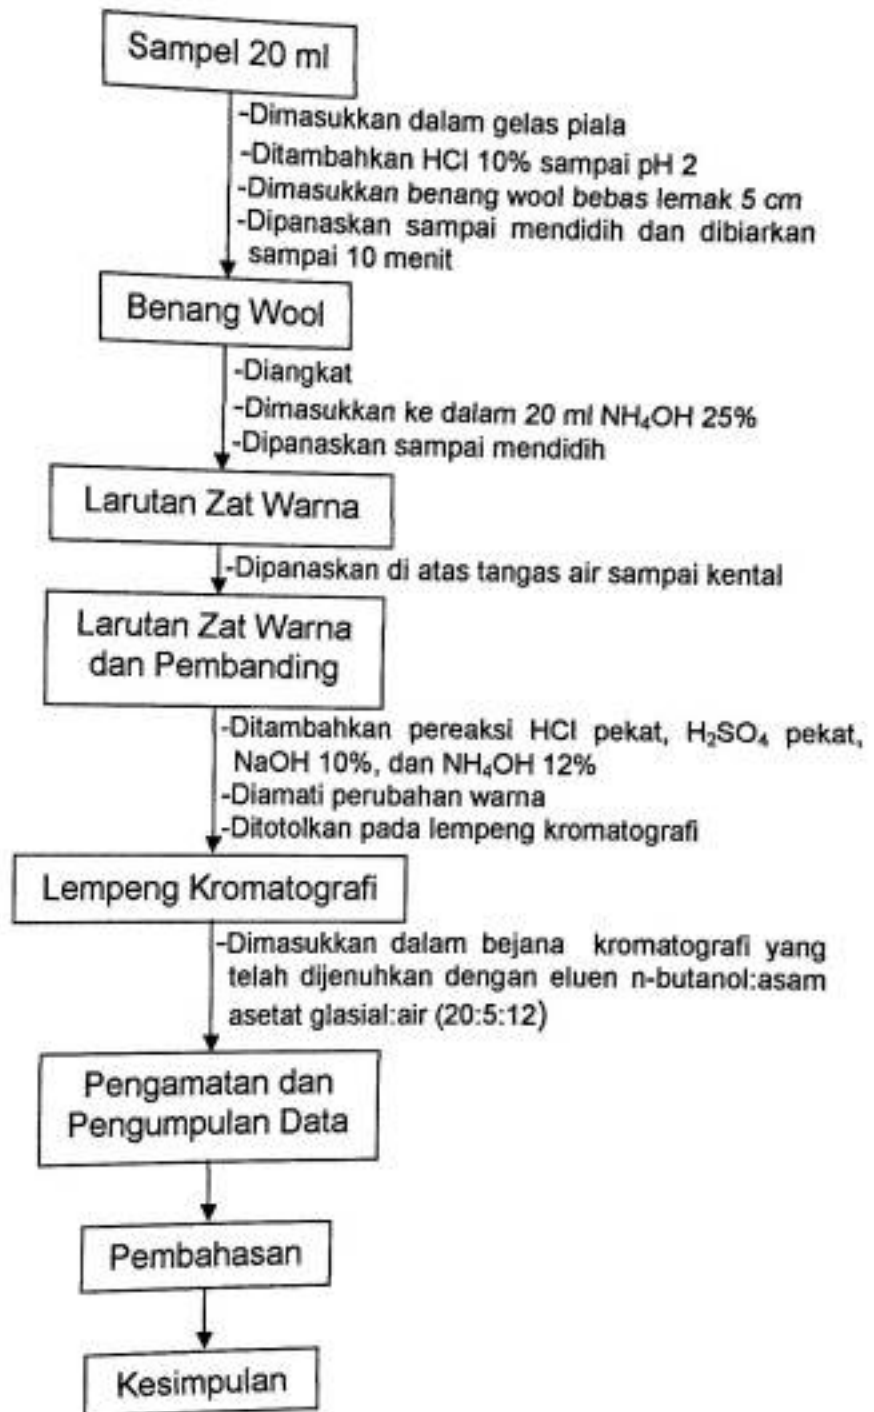 Sampel 20 ml
-Dimasukkan dalam gelas piala
-Ditambahkan HCl 10% sampai pH 2
-Dimasukkan benang wool bebas lemak 5 cm
-Dipanaskan sampai mendidih dan dibiarkan
sampai 10 menit
Benang Wool
-Diangkat
-Dimasukkan ke dalam 20 ml NH₄OH 25%
-Dipanaskan sampai mendidih
Larutan Zat Warna
-Dipanaskan di atas tangas air sampai kental
Larutan Zat Warna
dan Pembanding
-Ditambahkan pereaksi HCl pekat, H₂SO₄ pekat,
NaOH 10%, dan NH₄OH 12%
-Diamati perubahan warna
-Ditotolkan pada lempeng kromatografi
Lempeng Kromatografi
-Dimasukkan dalam bejana kromatografi yang
telah dijenuhkan dengan eluen n-butanol:asam
asetat glasial:air (20:5:12)
Pengamatan dan
Pengumpulan Data
Pembahasan
Kesimpulan